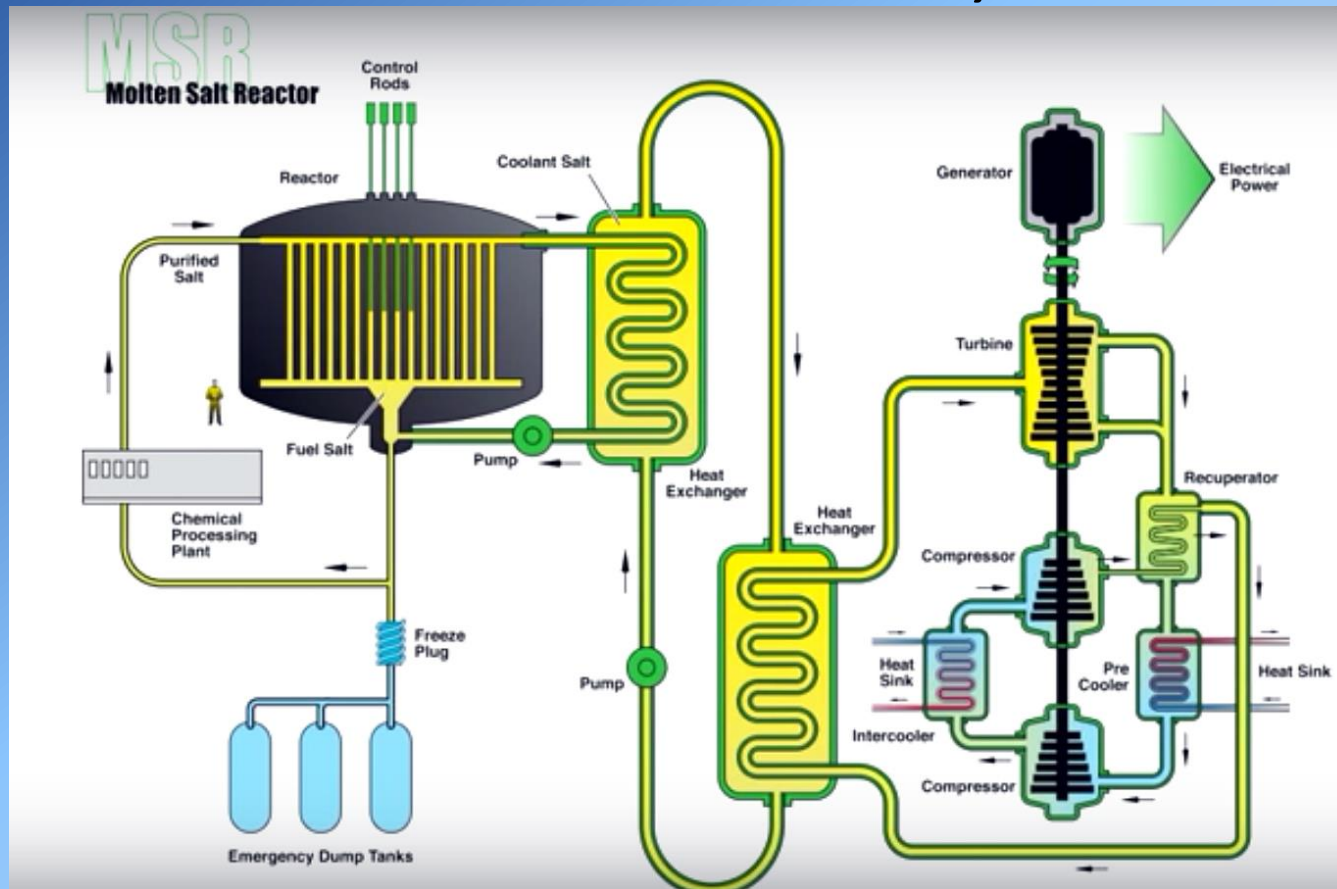 MSR
Molten Salt Reactor
Control
Rods
Reactor
Coolant Salt
Purified
Salt
Fuel Salt
Pump
Heat
Exchanger
Chemical
Processing
Plant
Freeze
Plug
Emergency Dump Tanks
Pump
Heat
Exchanger
Generator
Electrical
Power
Turbine
Recuperator
Compressor
Heat
Sink
Pre
Cooler
Heat Sink
Intercooler
Compressor